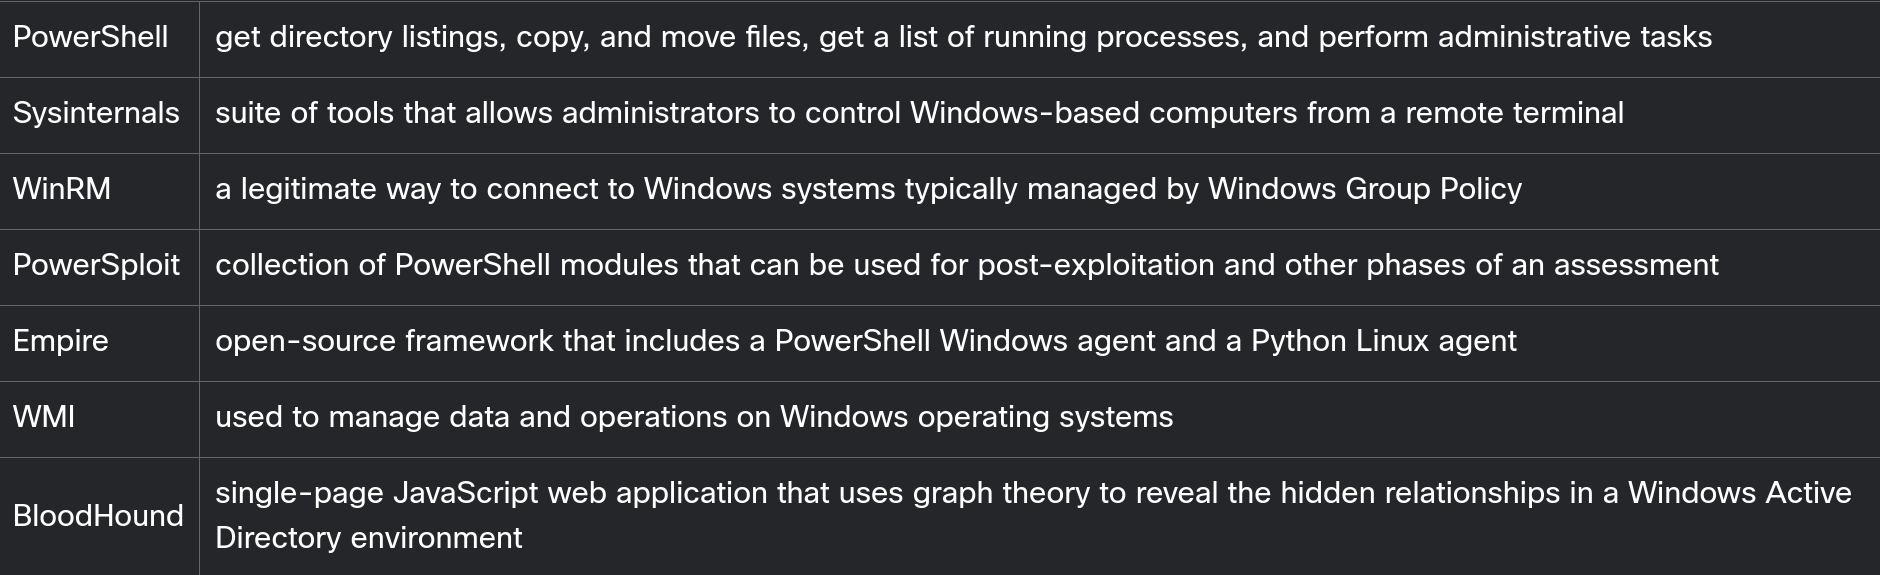 PowerShell get directory listings, copy, and move files, get a list of running processes, and perform administrative tasks
Sysinternals suite of tools that allows administrators to control Windows-based computers from a remote terminal
WinRM a legitimate way to connect to Windows systems typically managed by Windows Group Policy
PowerSploit collection of PowerShell modules that can be used for post-exploitation and other phases of an assessment
Empire open-source framework that includes a PowerShell Windows agent and a Python Linux agent
WMI used to manage data and operations on Windows operating systems
BloodHound single-page JavaScript web application that uses graph theory to reveal the hidden relationships in a Windows Active
Directory environment